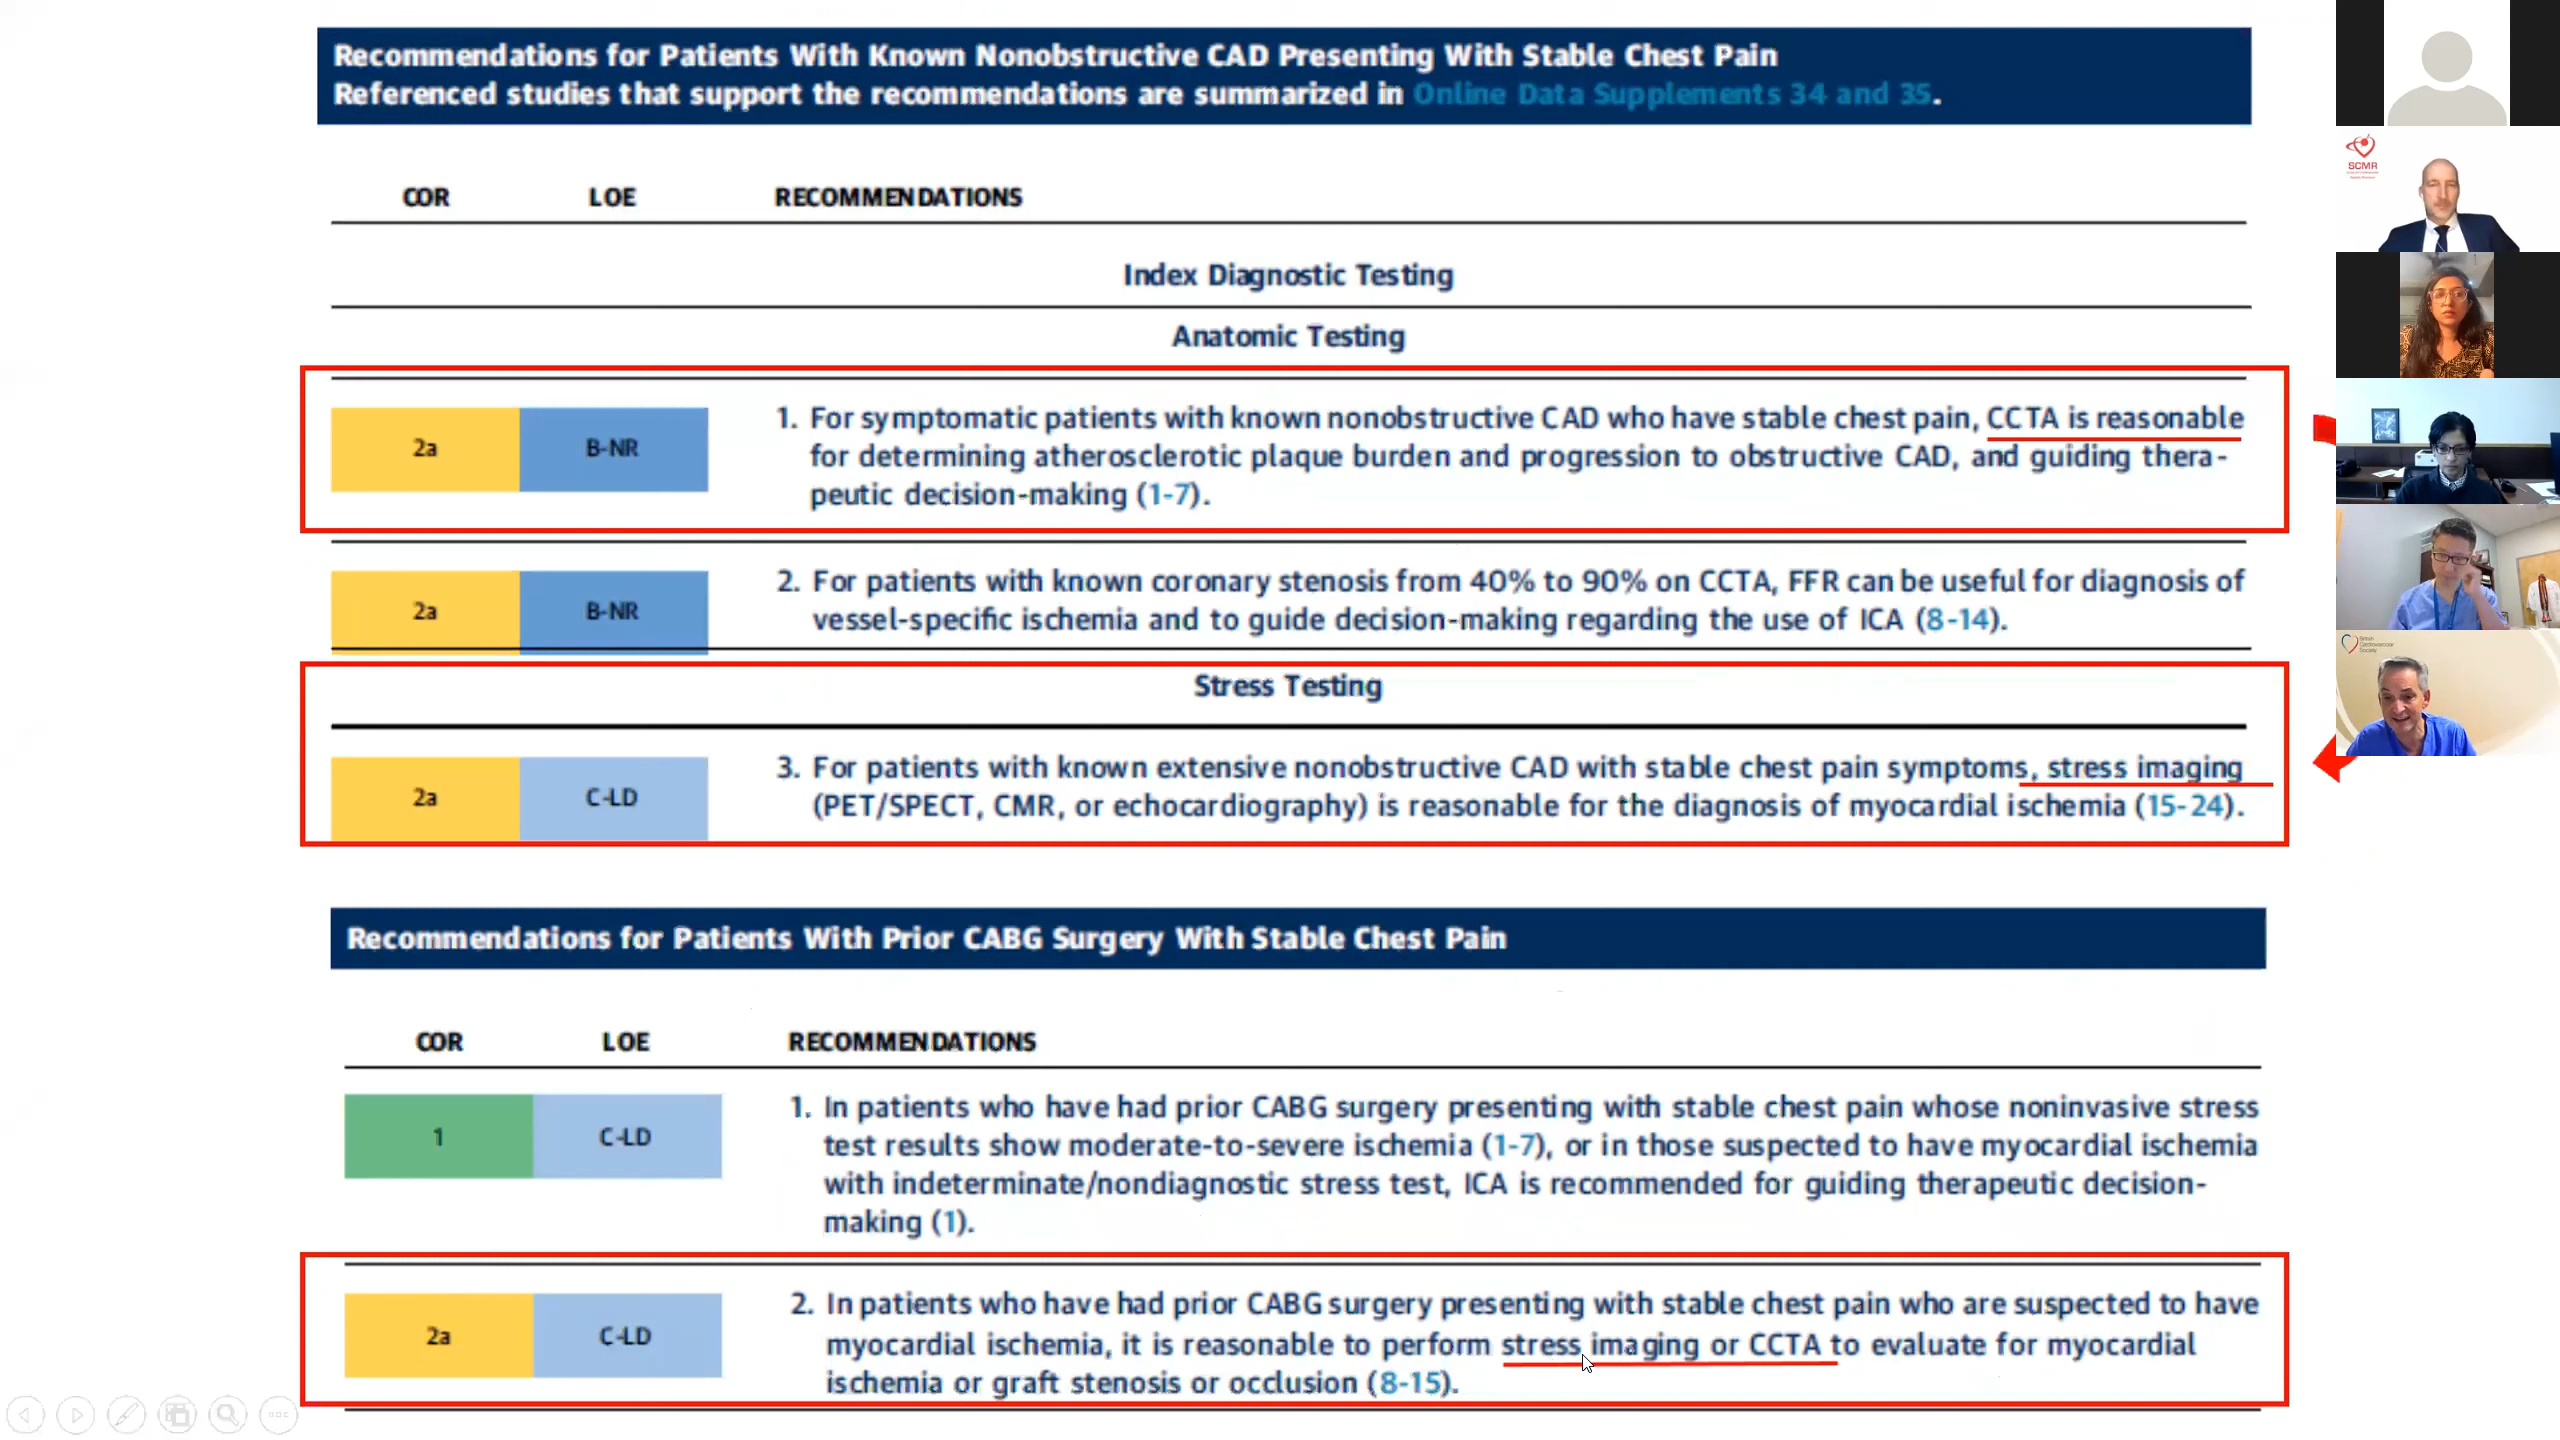 Recommendations for Patients With Known Nonobstructive CAD Presenting With Stable Chest Pain
Referenced studies that support the recommendations are summarized in Online Data Supplements 34 and 35.
COR LOE RECOMMENDATIONS
Index Diagnostic Testing
Anatomic Testing
2a B-NR
1. For symptomatic patients with known nonobstructive CAD who have stable chest pain, CCTA is reasonable
for determining atherosclerotic plaque burden and progression to obstructive CAD, and guiding thera-
peutic decision-making (1-7).
2a B-NR
2. For patients with known coronary stenosis from 40% to 90% on CCTA, FFR can be useful for diagnosis of
vessel-specific ischemia and to guide decision-making regarding the use of ICA (8-14).
Stress Testing
2a C-LD
3. For patients with known extensive nonobstructive CAD with stable chest pain symptoms, stress imaging
(PET/SPECT, CMR, or echocardiography) is reasonable for the diagnosis of myocardial ischemia (15-24).
Recommendations for Patients With Prior CABG Surgery With Stable Chest Pain
COR LOE RECOMMENDATIONS
1 C-LD
1. In patients who have had prior CABG surgery presenting with stable chest pain whose noninvasive stress
test results show moderate-to-severe ischemia (1-7), or in those suspected to have myocardial ischemia
with indeterminate/nondiagnostic stress test, ICA is recommended for guiding therapeutic decision-
making (1).
2a C-LD
2. In patients who have had prior CABG surgery presenting with stable chest pain who are suspected to have
myocardial ischemia, it is reasonable to perform stress imaging or CCTA to evaluate for myocardial
ischemia or graft stenosis or occlusion (8-15).
SCMR
British
Cardiovascular
Society